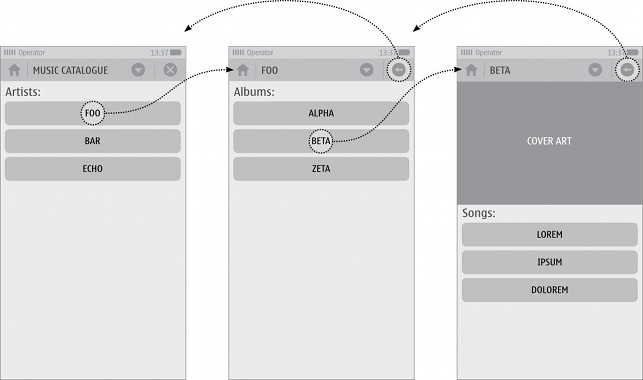 Operator 13:37
MUSIC CATALOGUE
Artists:
FOO
BAR
ECHO
Operator 13:37
FOO
Albums:
ALPHA
BETA
ZETA
Operator 13:37
BETA
COVER ART
Songs:
LOREM
IPSUM
DOLOREM